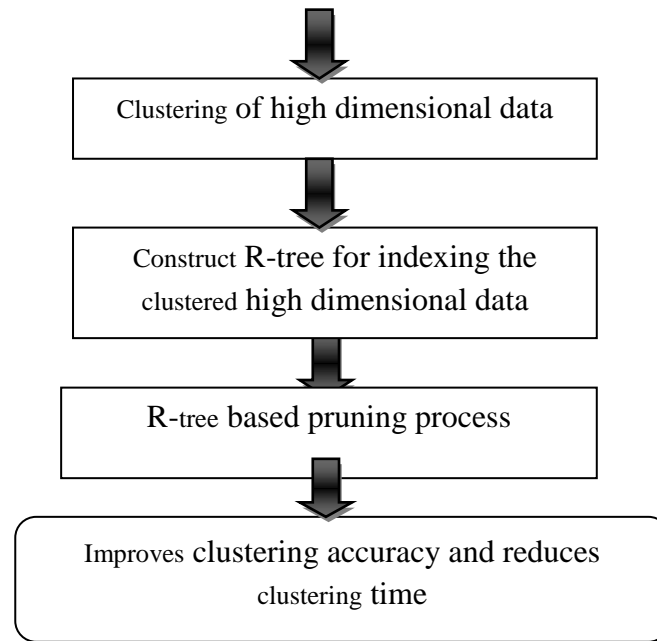 Clustering of high dimensional data
Construct R-tree for indexing the
clustered high dimensional data
R-tree based pruning process
Improves clustering accuracy and reduces
clustering time